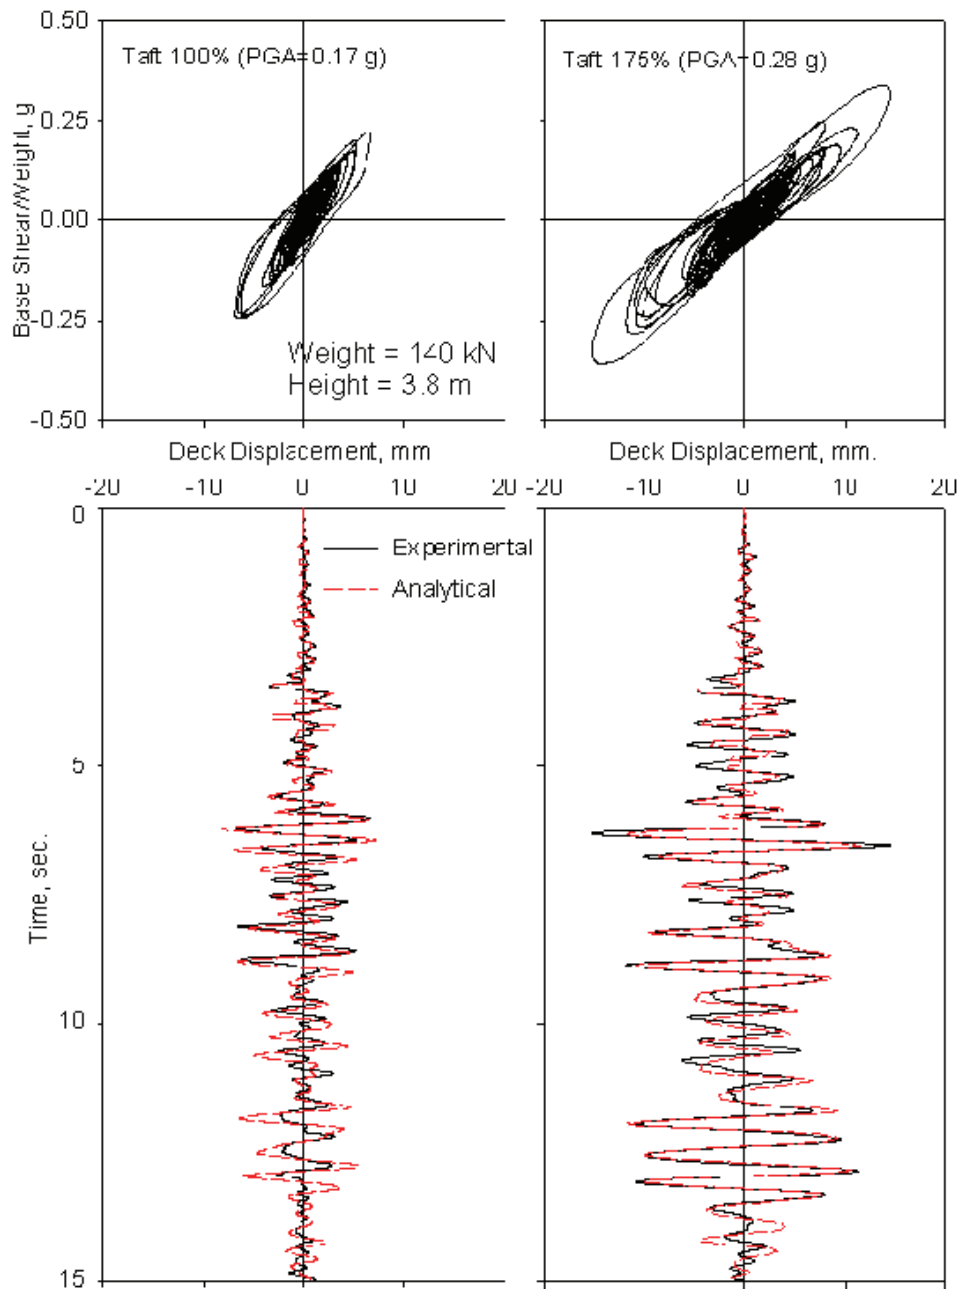 0.50
Taft 100% (PGA=0.17 g)
Taft 175% (PGA=0.28 g)
0.25
Base Shear/Weight, g
0.00
-0.25
Weight = 140 kN
Height = 3.8 m
-0.50
Deck Displacement, mm
Deck Displacement, mm.
-20 -10 0 10 20
-20 -10 0 10 20
0
Experimental
Analytical
5
Time, sec.
10
15